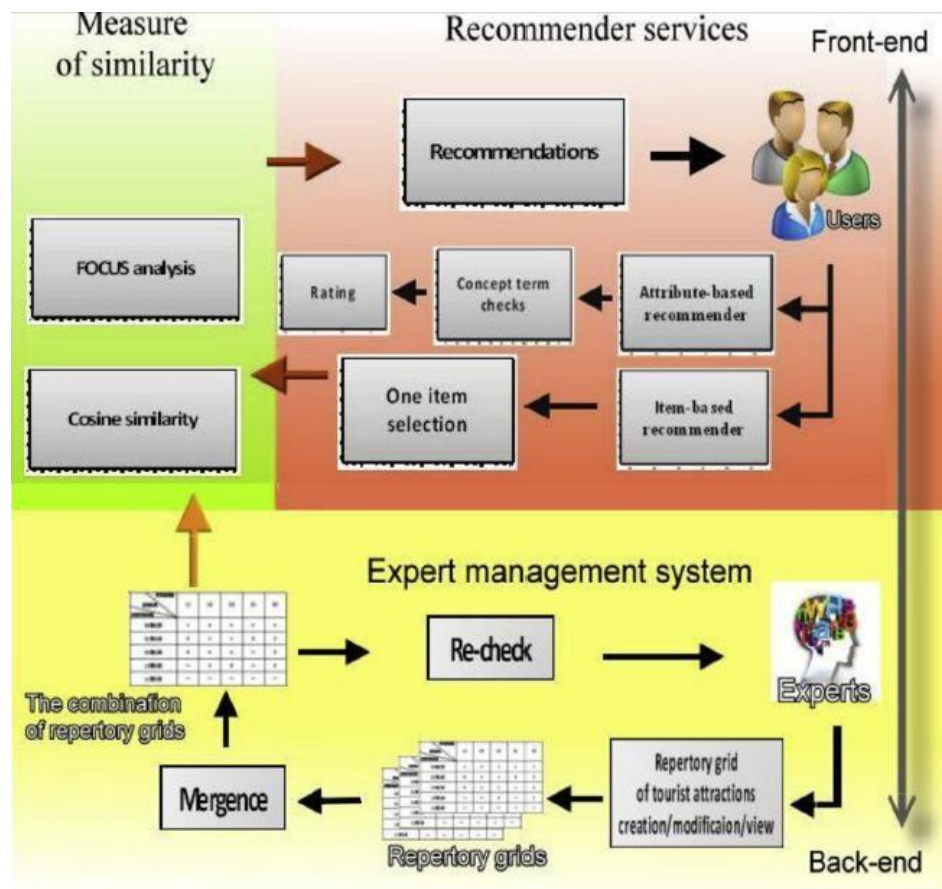 Measure
of similarity
Recommender services
Front-end
Recommendations
Users
FOCUS analysis
Rating
Concept term
checks
Attribute-based
recommender
Cosine similarity
One item
selection
Item-based
recommender
Expert management system
Re-check
Experts
The combination
of repertory grids
Mergence
Repertory grids
Repertory grid
of tourist attractions
creation/modificaion/view
Back-end